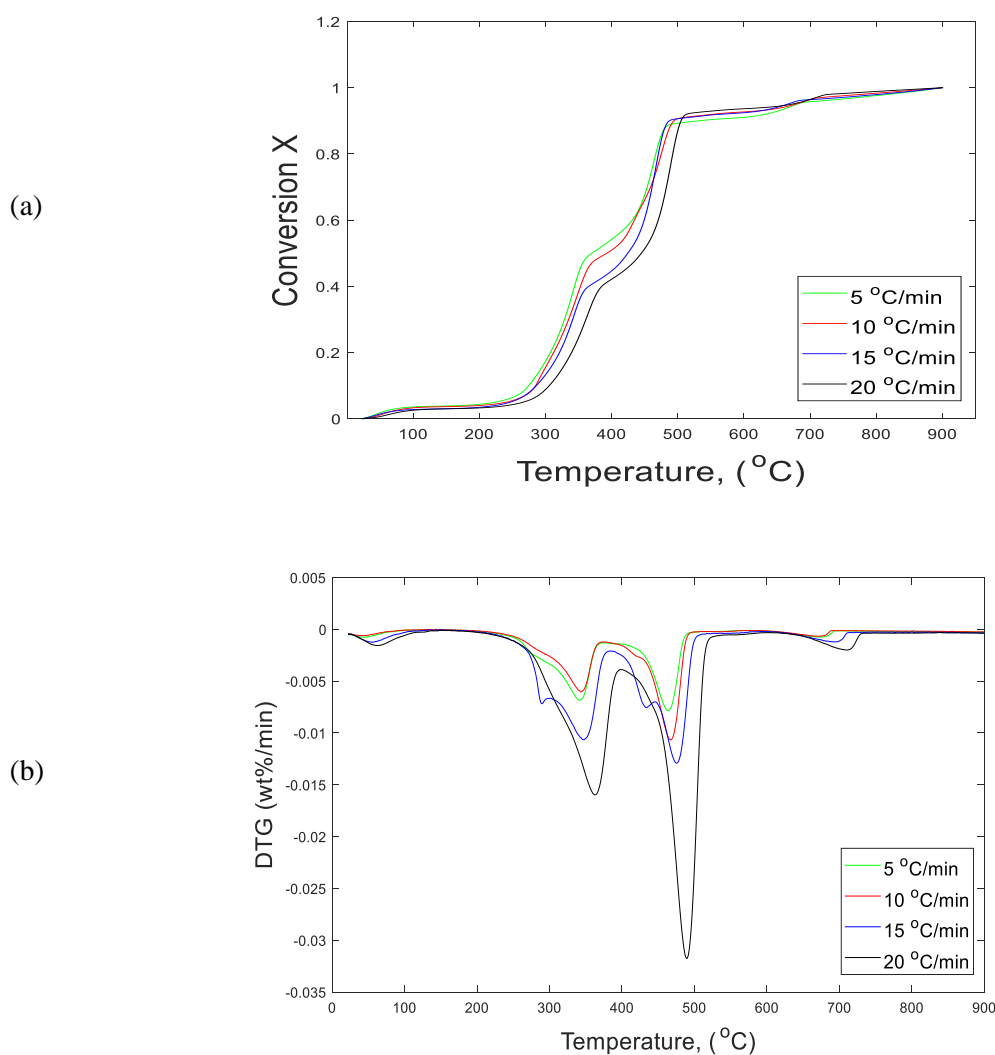 (a)
Conversion X
1.2
1
0.8
0.6
0.4
0.2
0
100 200 300 400 500 600 700 800 900
Temperature, (°C)
5 °C/min
10 °C/min
15 °C/min
20 °C/min
(b)
DTG (wt%/min)
0.005
0
-0.005
-0.01
-0.015
-0.02
-0.025
-0.03
-0.035
0 100 200 300 400 500 600 700 800 900
Temperature, (°C)
5 °C/min
10 °C/min
15 °C/min
20 °C/min